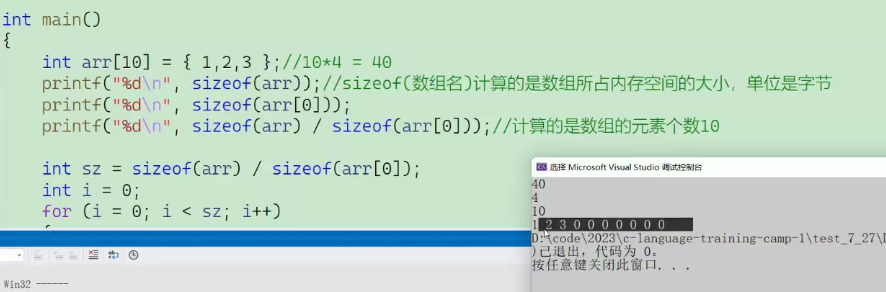 int main()
{
int arr[10] = { 1,2,3 };//10*4 = 40
printf("%d\n", sizeof(arr));//sizeof(数组名)计算的是数组所占内存空间的大小，单位是字节
printf("%d\n", sizeof(arr[0]));
printf("%d\n", sizeof(arr) / sizeof(arr[0]));//计算的是数组的元素个数10
int sz = sizeof(arr) / sizeof(arr[0]);
int i = 0;
for (i = 0; i < sz; i++)
选择 Microsoft Visual Studio 调试控制台
40
4
10
1 2 3 0 0 0 0 0 0 0
D:\code\2023\c-language-training-camp-1\test_7_27\D
)已退出，代码为 0。
按任意键关闭此窗口. . .
Win32 ------